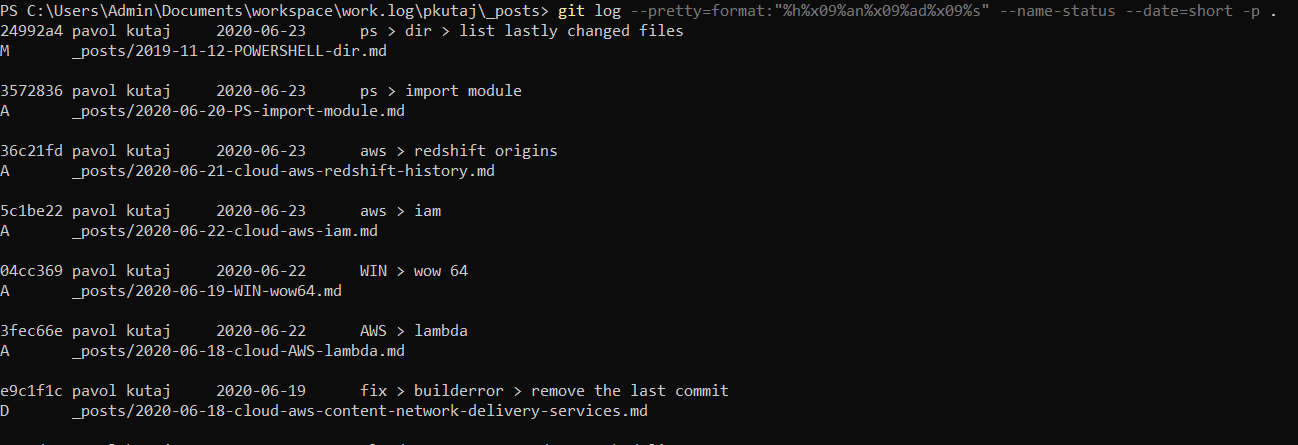 PS C:\Users\Admin\Documents\workspace\work.log\pkutaj\_posts> git log --pretty=format:"%h%x09%an%x09%ad%x09%s" --name-status --date=short -p .
24992a4 pavol kutaj 2020-06-23 ps > dir > list lastly changed files
M _posts/2019-11-12-POWERSHELL-dir.md
3572836 pavol kutaj 2020-06-23 ps > import module
A _posts/2020-06-20-PS-import-module.md
36c21fd pavol kutaj 2020-06-23 aws > redshift origins
A _posts/2020-06-21-cloud-aws-redshift-history.md
5c1be22 pavol kutaj 2020-06-23 aws > iam
A _posts/2020-06-22-cloud-aws-iam.md
04cc369 pavol kutaj 2020-06-22 WIN > wow 64
A _posts/2020-06-19-WIN-wow64.md
3fec66e pavol kutaj 2020-06-22 AWS > lambda
A _posts/2020-06-18-cloud-AWS-lambda.md
e9c1f1c pavol kutaj 2020-06-19 fix > builderror > remove the last commit
D _posts/2020-06-18-cloud-aws-content-network-delivery-services.md